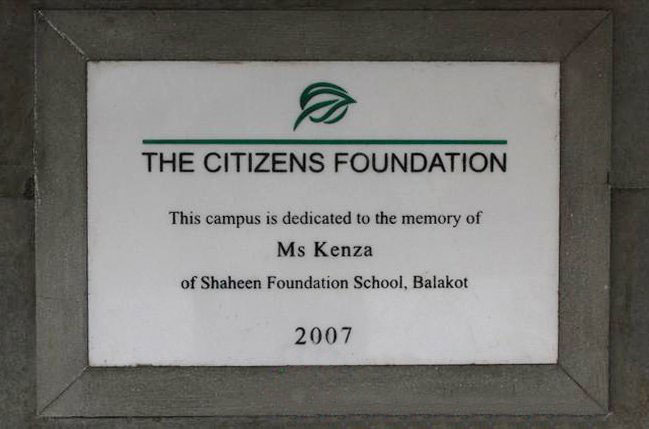 THE CITIZENS FOUNDATION
This campus is dedicated to the memory of
Ms Kenza
of Shaheen Foundation School, Balakot
2007